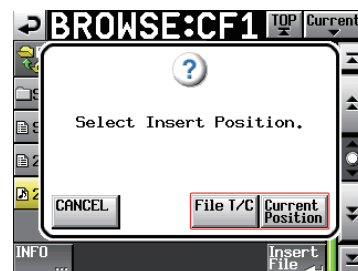 BROWSE:CF1 TOP Current
Select Insert Position.
CANCEL File T/C Current Position
INFO Insert File